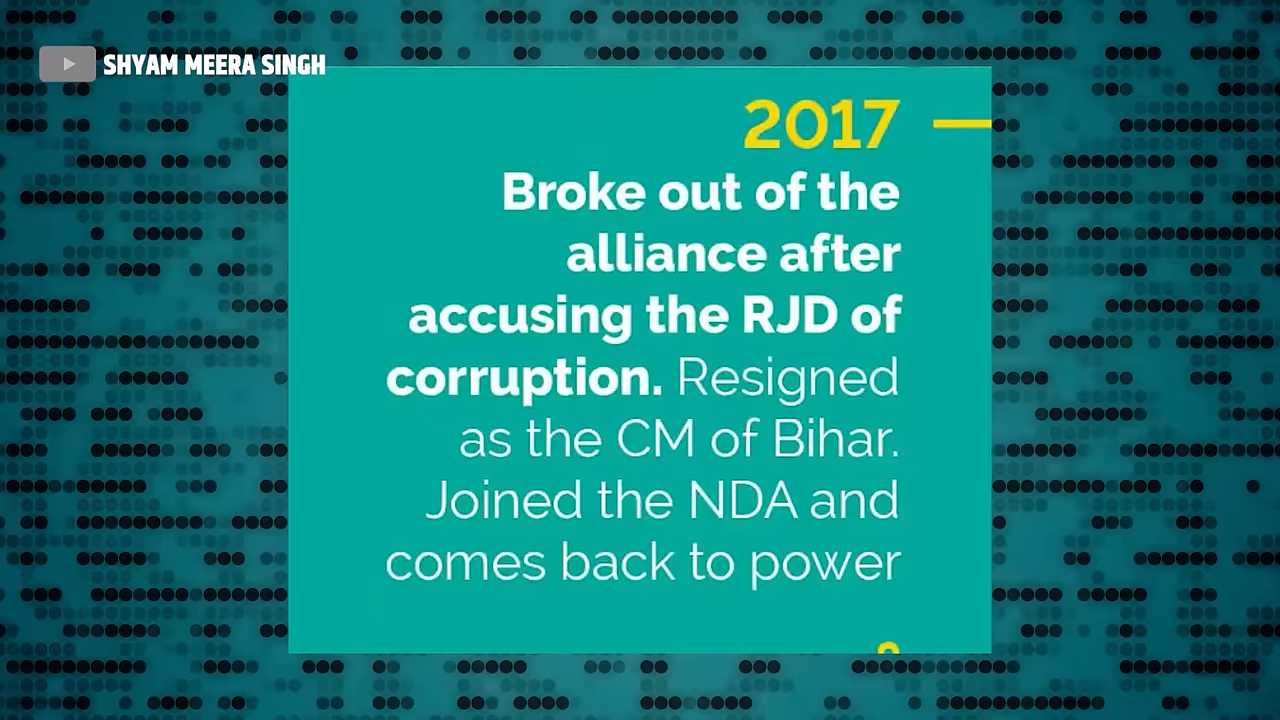 SHYAM MEERA SINGH
2017
Broke out of the
alliance after
accusing the RJD of
corruption. Resigned
as the CM of Bihar.
Joined the NDA and
comes back to power